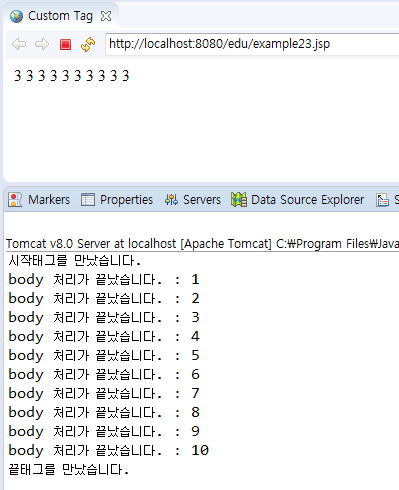 Custom Tag
http://localhost:8080/edu/example23.jsp
3 3 3 3 3 3 3 3 3 3
Markers Properties Servers Data Source Explorer S
Tomcat v8.0 Server at localhost [Apache Tomcat] C:₩Program Files₩Java
시작태그를 만났습니다.
body 처리가 끝났습니다. : 1
body 처리가 끝났습니다. : 2
body 처리가 끝났습니다. : 3
body 처리가 끝났습니다. : 4
body 처리가 끝났습니다. : 5
body 처리가 끝났습니다. : 6
body 처리가 끝났습니다. : 7
body 처리가 끝났습니다. : 8
body 처리가 끝났습니다. : 9
body 처리가 끝났습니다. : 10
끝태그를 만났습니다.